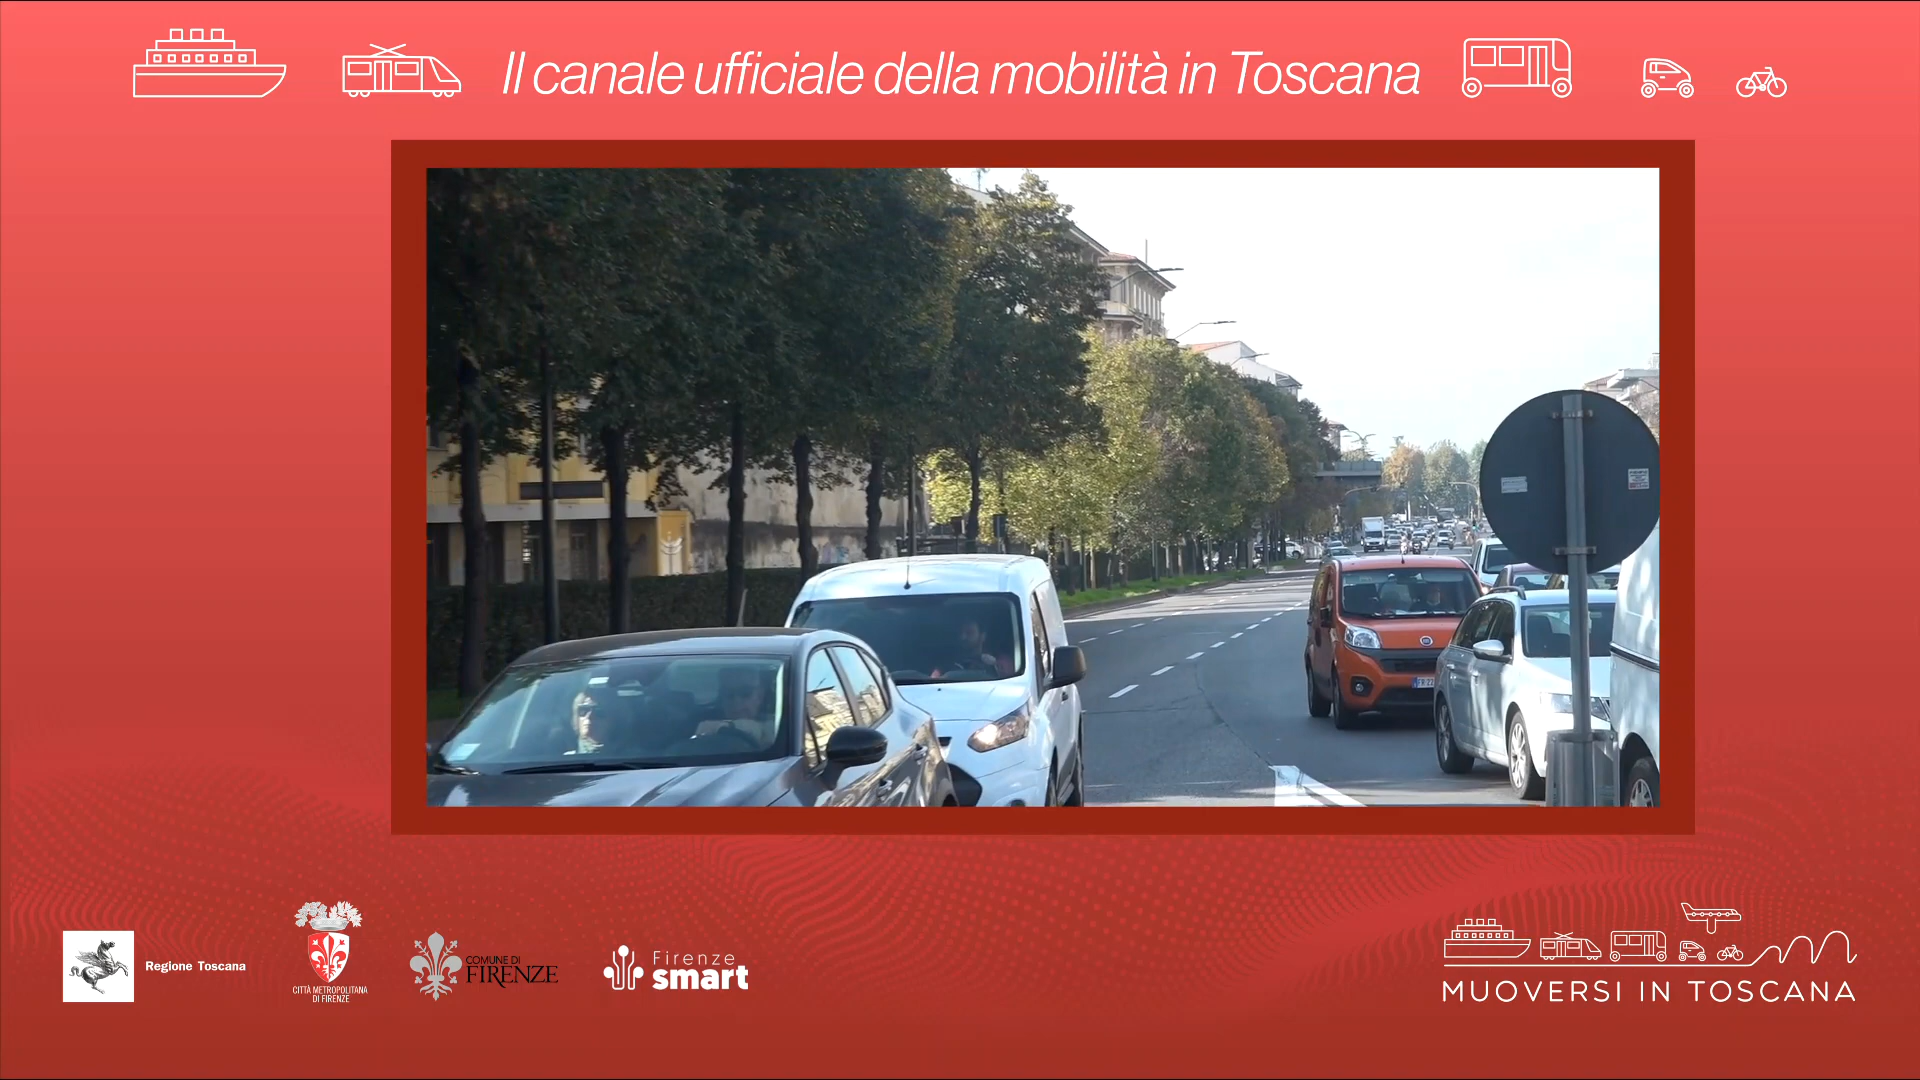 Il canale ufficiale della mobilità in Toscana
Regione Toscana
CITTÀ METROPOLITANA
DI FIRENZE
COMUNE DI
FIRENZE
Firenze
smart
MUOVERSI IN TOSCANA